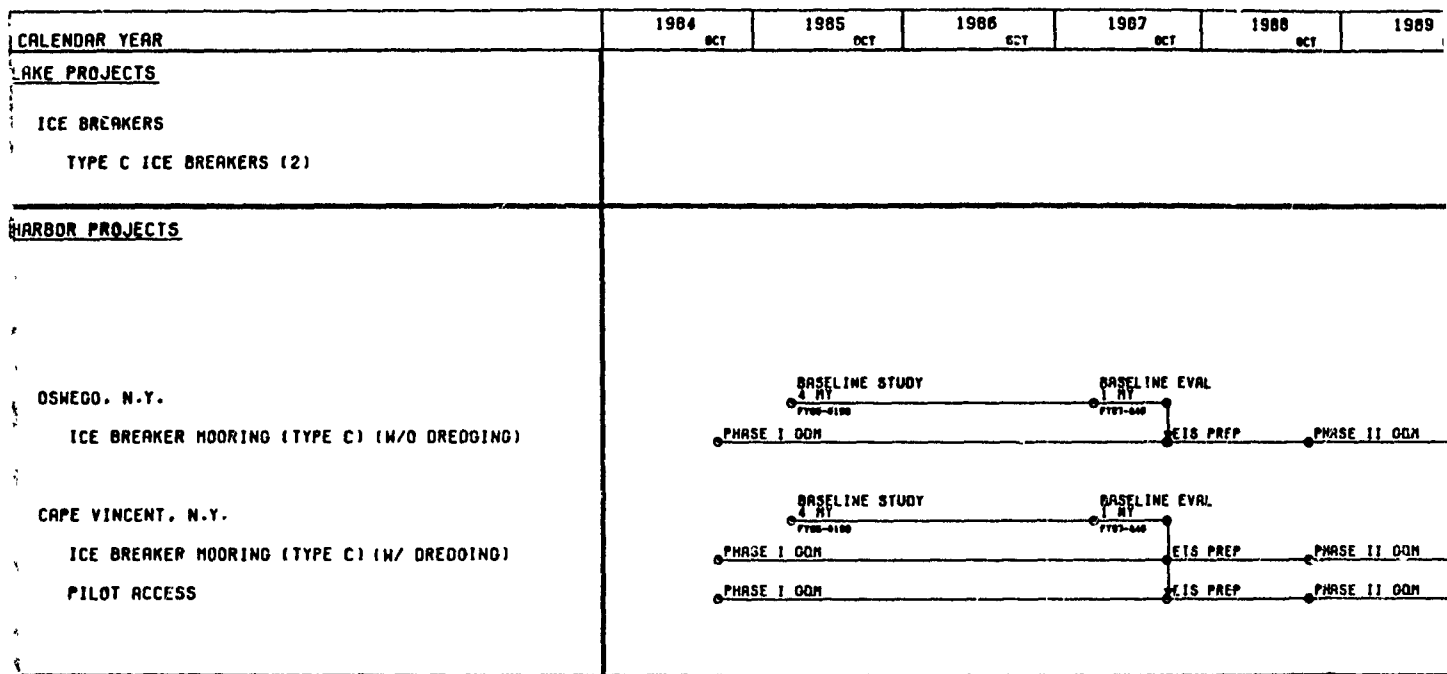 CALENDAR YEAR 1984 OCT 1985 OCT 1986 OCT 1987 OCT 1988 OCT 1989
LAKE PROJECTS
ICE BREAKERS
TYPE C ICE BREAKERS (2)
HARBOR PROJECTS
BASELINE STUDY BASELINE EVAL
OSWEGO, N.Y. 4 MY 1 MY
ICE BREAKER MOORING (TYPE C) (W/O DREDGING) PHASE I GDM EIS PREP PHASE II GDM
BASELINE STUDY BASELINE EVAL
CAPE VINCENT, N.Y. 4 MY 1 MY
ICE BREAKER MOORING (TYPE C) (W/ DREDGING) PHASE I GDM EIS PREP PHASE II GDM
PILOT ACCESS PHASE I GDM EIS PREP PHASE II GDM